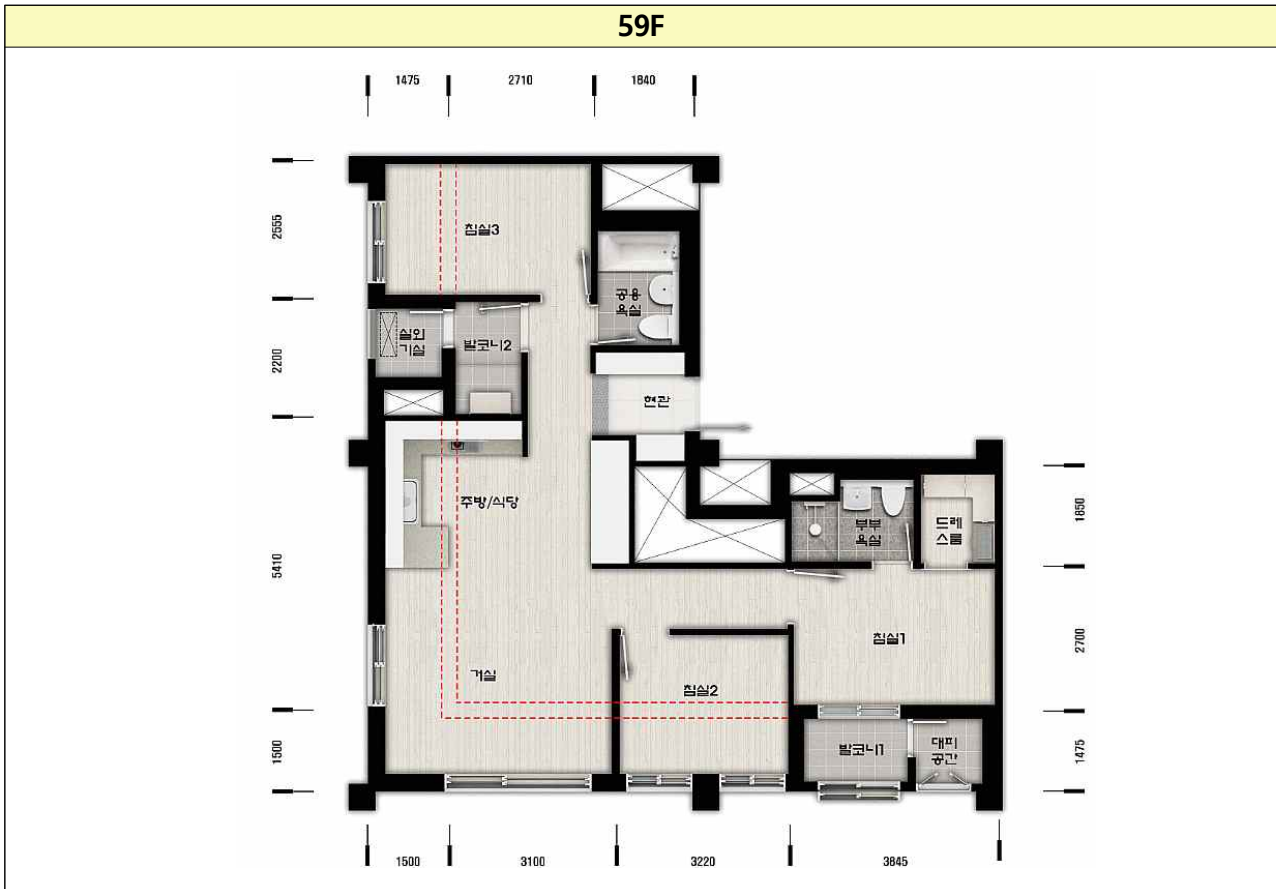 59F
1475
2710
1840
2555
침실3
공용
욕실
실외
기실
발코니2
2200
현관
주방/식당
부부
욕실
드레
스룸
1850
5410
침실1
2700
거실
침실2
1500
발코니1
대피
공간
1475
1500
3100
3220
3845